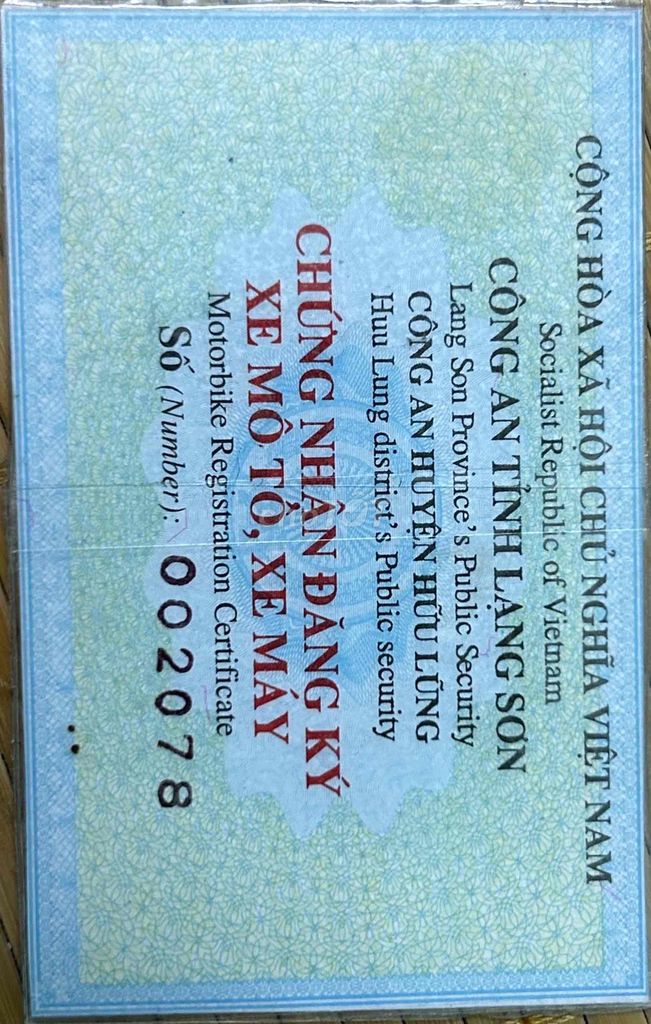 CỘNG HÒA XÃ HỘI CHỦ NGHĨA VIỆT NAM
Socialist Republic of Vietnam
CÔNG AN TỈNH LẠNG SƠN
Lang Son Province's Public Security
CÔNG AN HUYỆN HỮU LŨNG
Huu Lung district's Public security
CHỨNG NHẬN ĐĂNG KÝ
XE MÔ TÔ, XE MÁY
Motorbike Registration Certificate
Số (Number): 002078